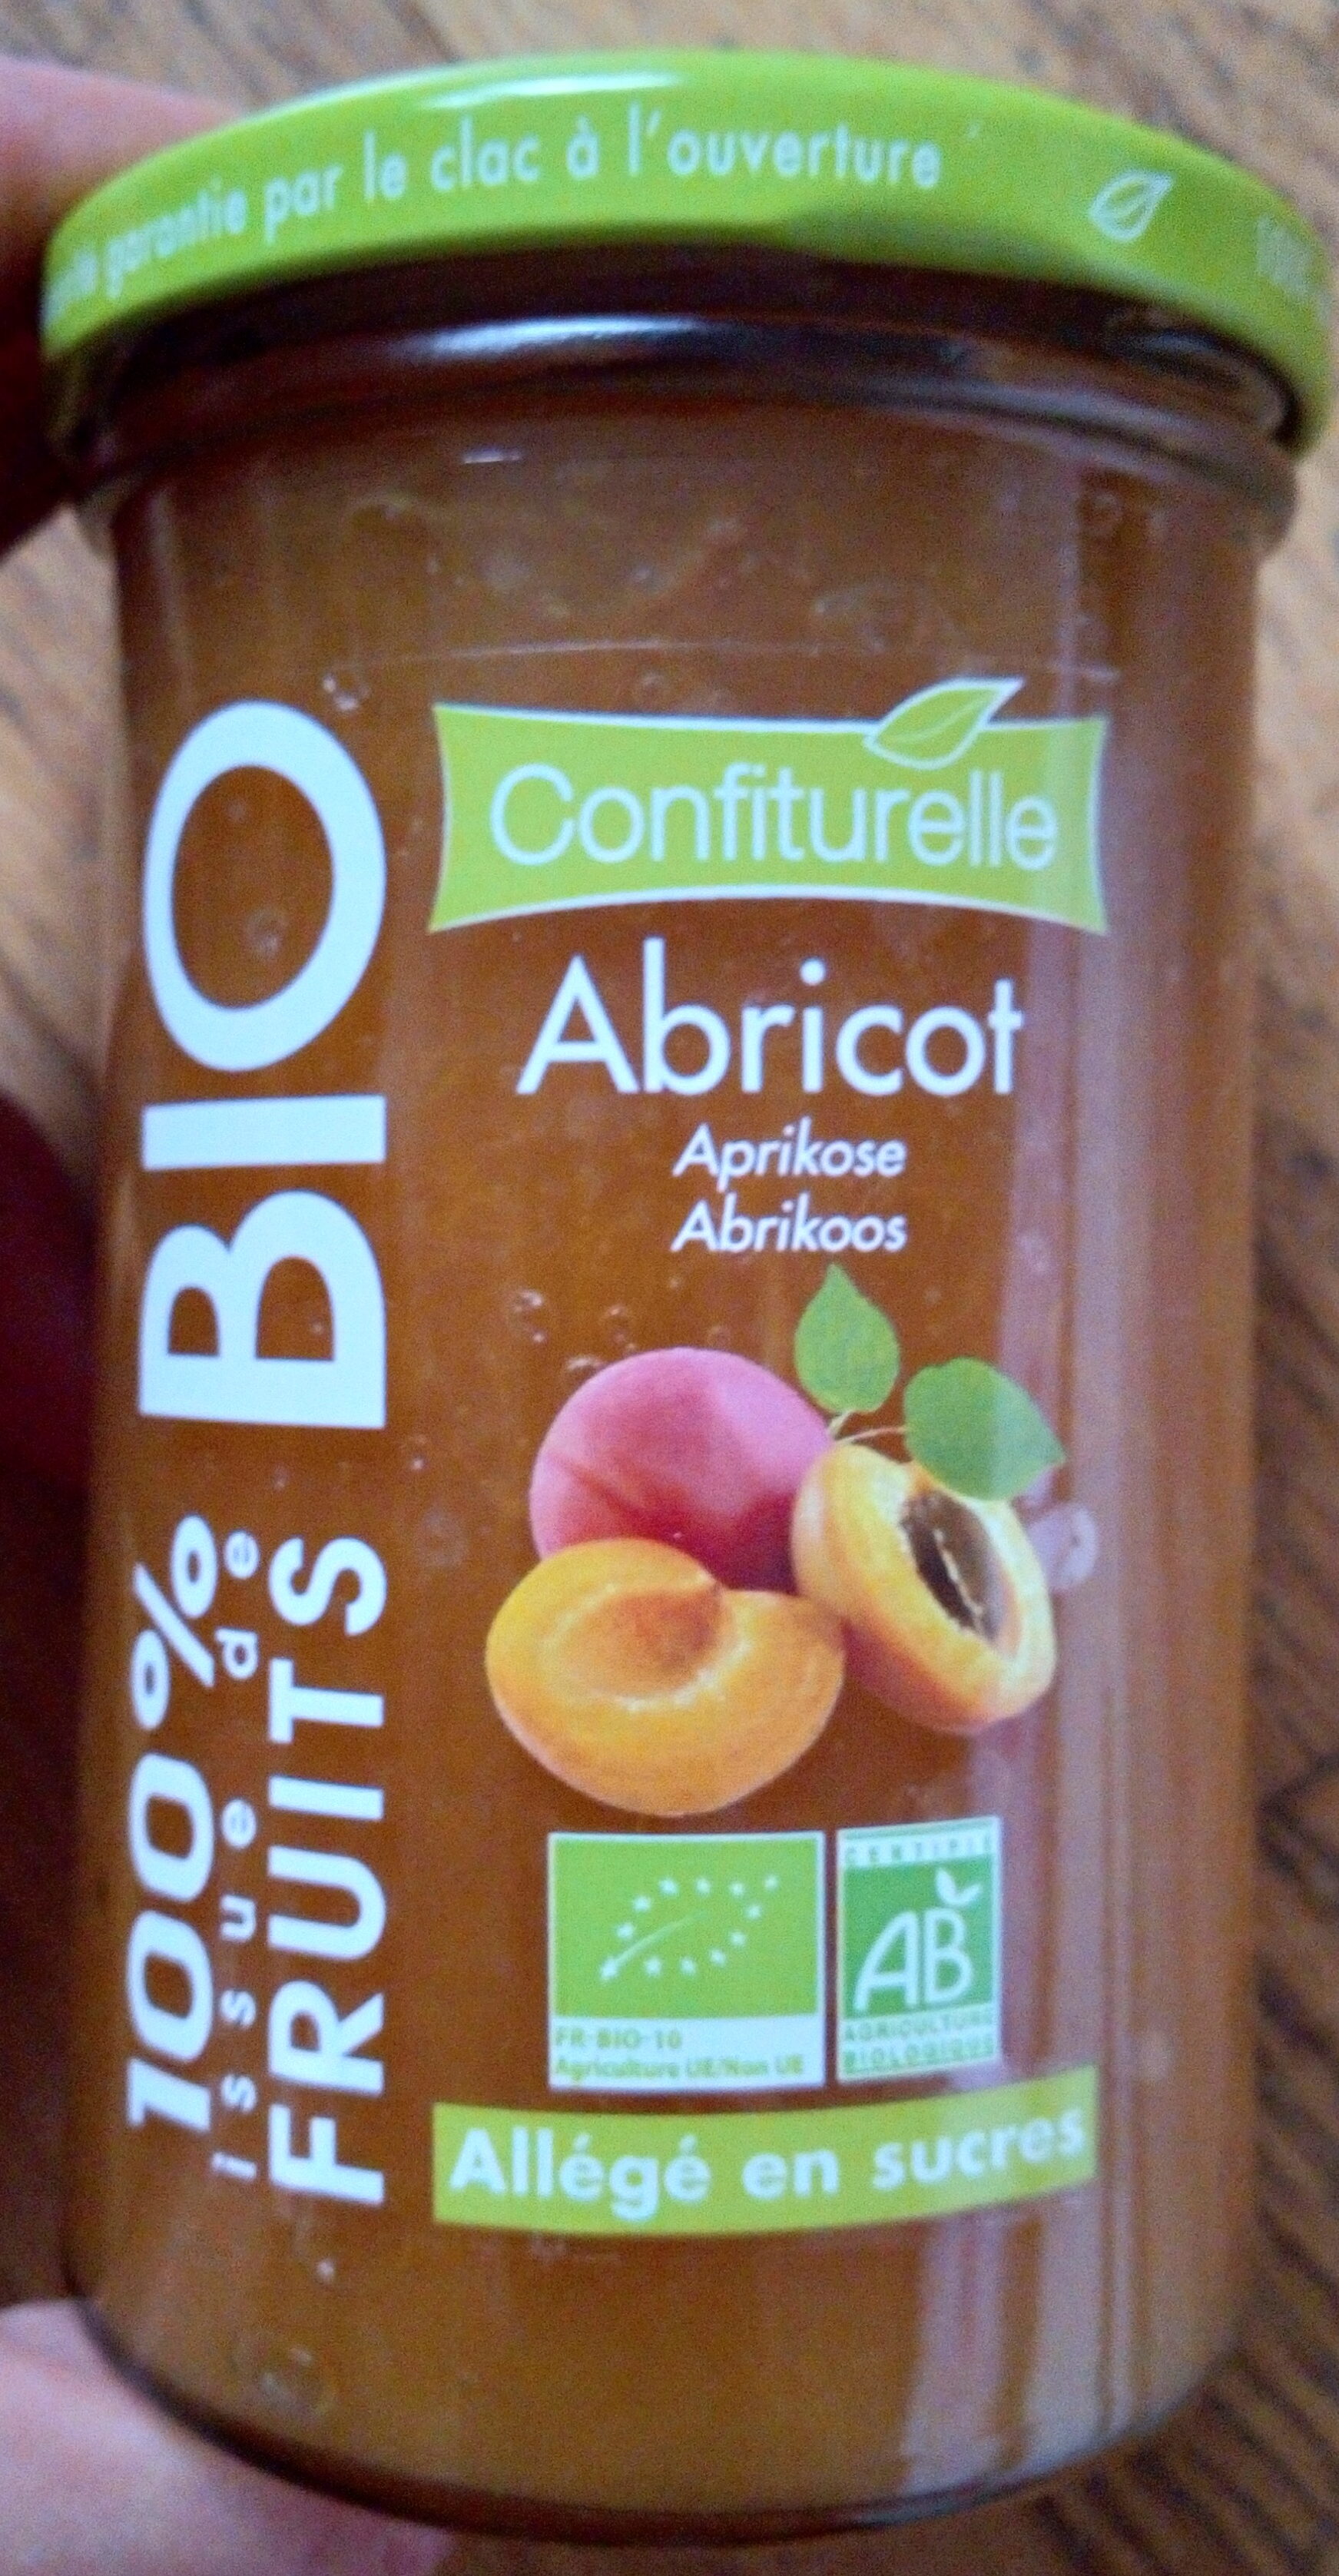 garantie par le clac à l'ouverture
Confiturelle
Abricot
Aprikose
Abrikoos
BIO
100%
issue de
FRUITS
FR-BIO-10
Agriculture UE/Non UE
CERTIFIÉ
AB
AGRICULTURE
BIOLOGIQUE
Allégé en sucres